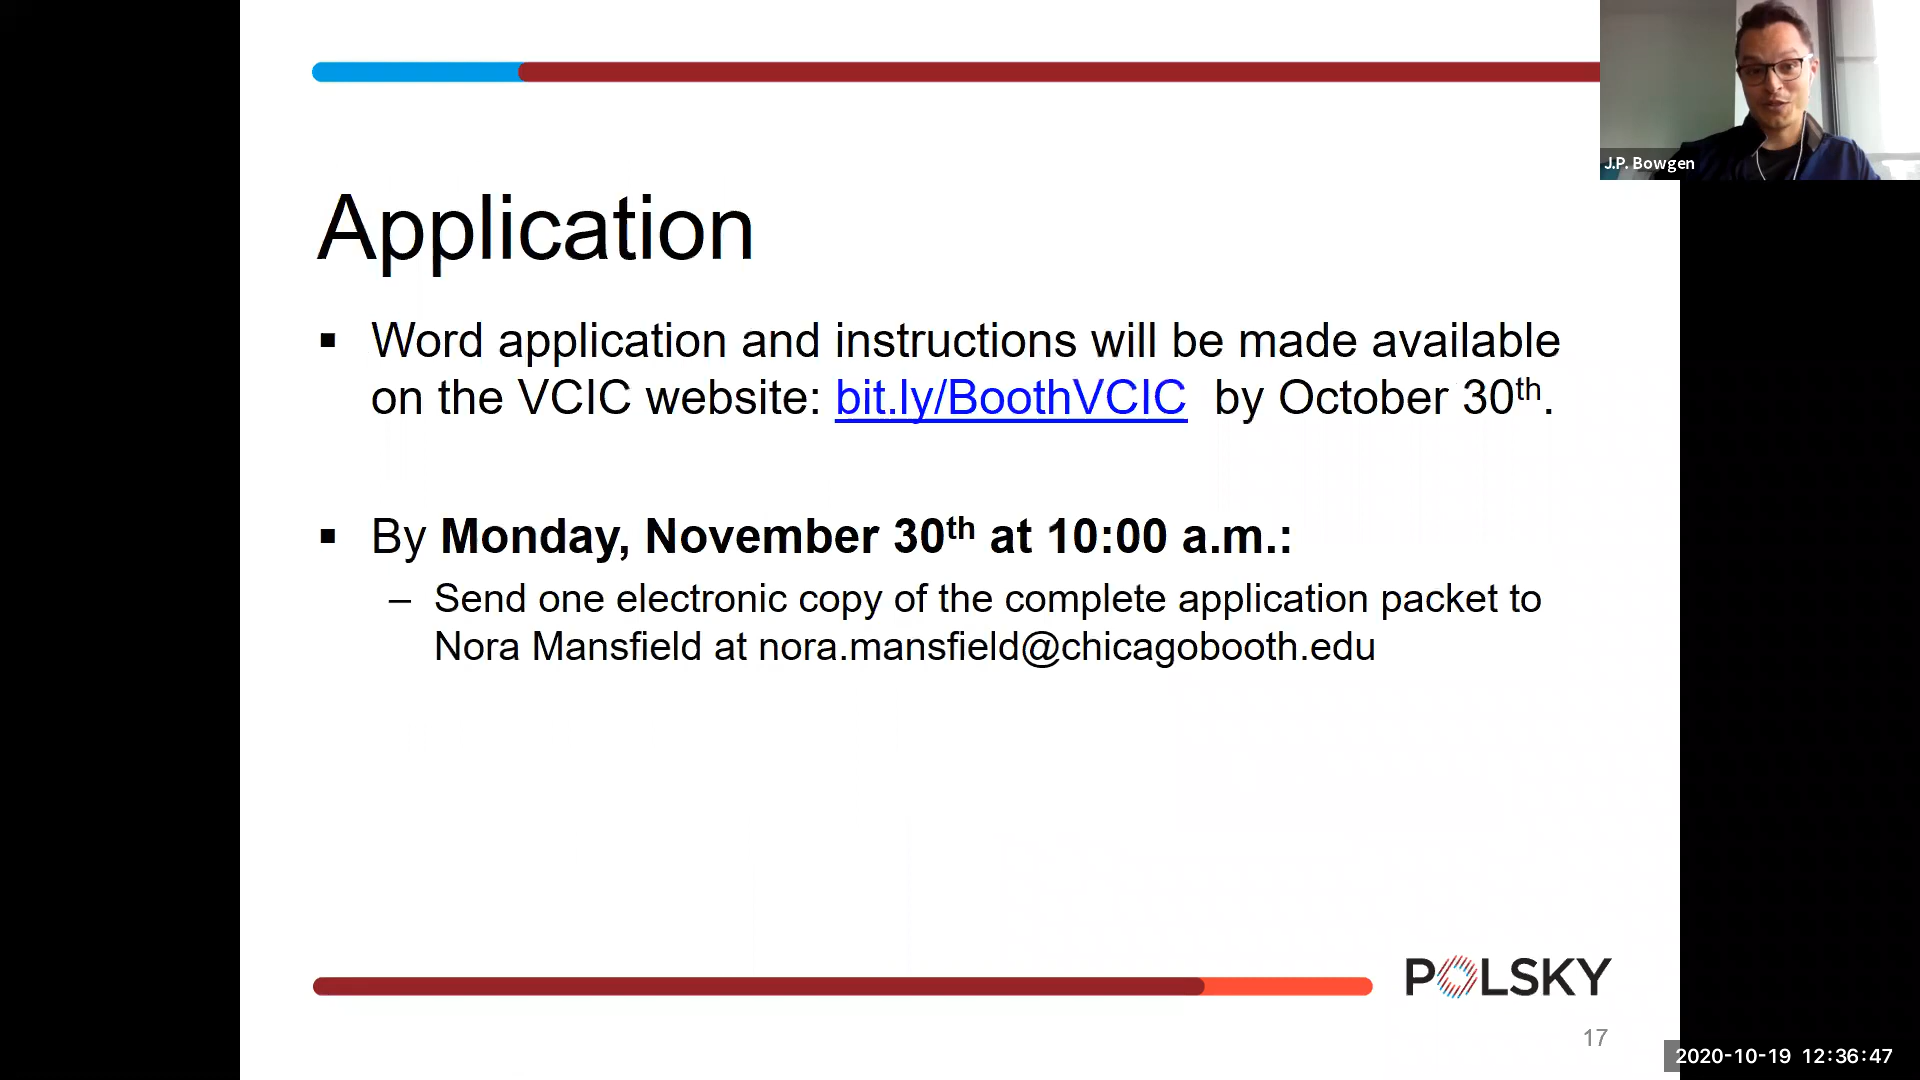 J.P. Bowgen
Application
▪ Word application and instructions will be made available
on the VCIC website: bit.ly/BoothVCIC by October 30th.
▪ By Monday, November 30th at 10:00 a.m.:
– Send one electronic copy of the complete application packet to
Nora Mansfield at nora.mansfield@chicagobooth.edu
POLSKY
17
2020-10-19 12:36:47